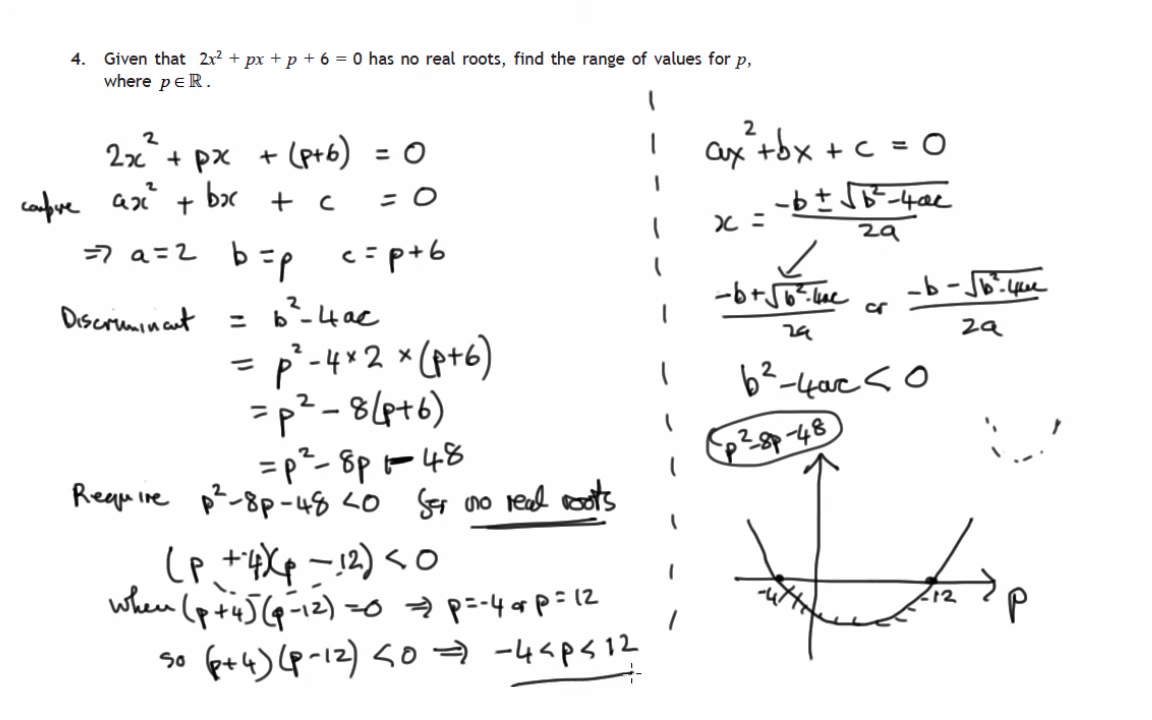 4. Given that 2x² + px + p + 6 = 0 has no real roots, find the range of values for p,
where p ∈ ℝ.
2x² + px + (p+6) = 0
compare ax² + bx + c = 0
⇒ a=2 b=p c=p+6
Discriminant = b²-4ac
= p²-4×2×(p+6)
= p² - 8(p+6)
= p² - 8p - 48
Require p²-8p-48 <0 for no real roots
(p +4)(p -12) <0
when (p+4)(p-12) =0 ⇒ p=-4 or p=12
so (p+4)(p-12) <0 ⇒ -4<p<12
ax²+bx + c = 0
x = -b ± √b²-4ac / 2a
-b+√b²-4ac / 2a or -b-√b²-4ac / 2a
b²-4ac < 0
p²-8p-48
-4 12 p